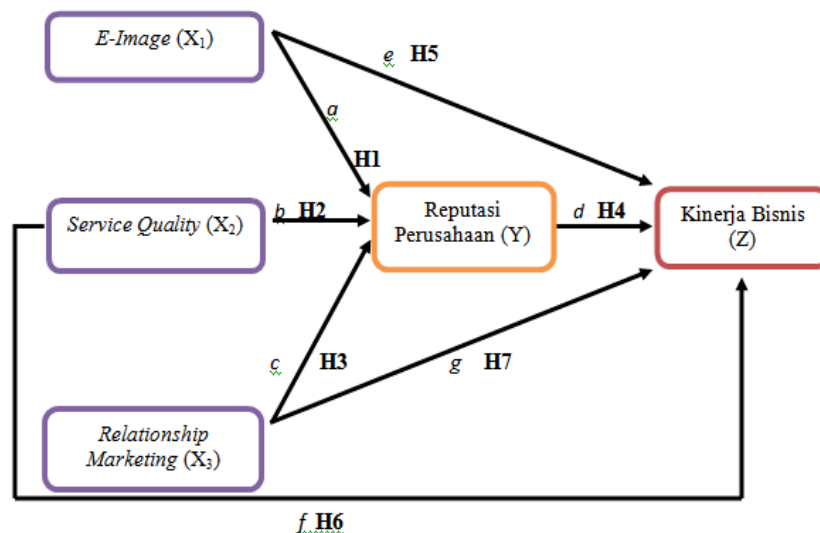 E-Image (X₁)
e H5
a
H1
Service Quality (X₂)
b H2
Reputasi
Perusahaan (Y)
d H4
Kinerja Bisnis
(Z)
c H3
g H7
Relationship
Marketing (X₃)
f H6